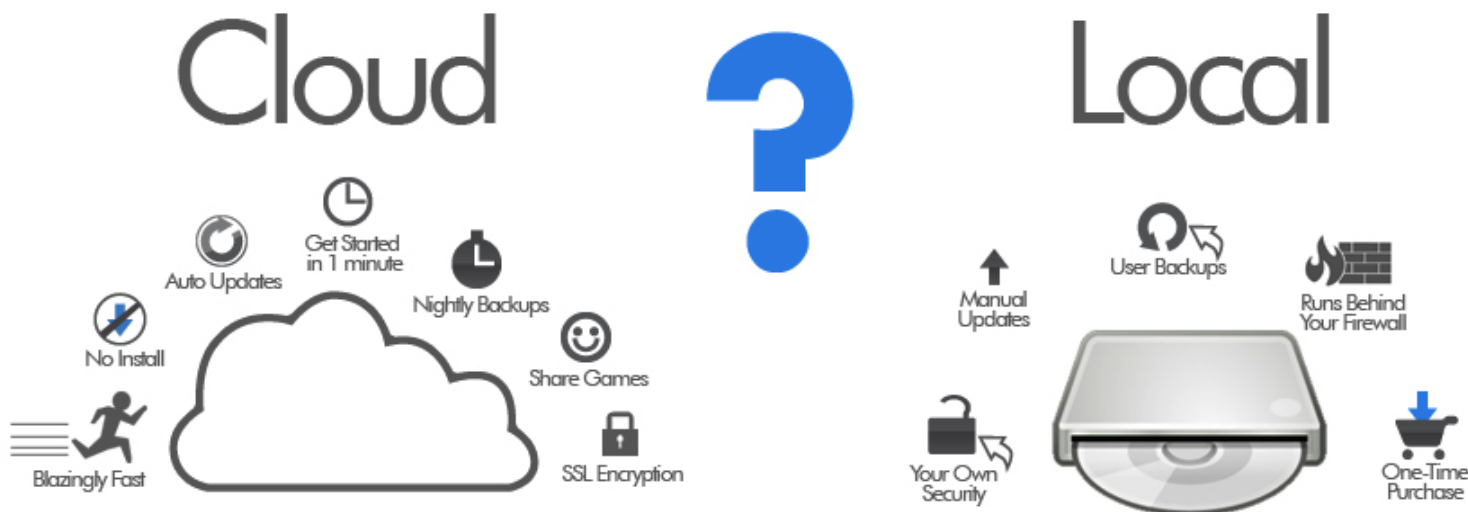 Cloud
?
Local
Get Started
in 1 minute
Auto Updates
Nightly Backups
No Install
Share Games
Blazingly Fast
SSL Encryption
User Backups
Manual
Updates
Runs Behind
Your Firewall
Your Own
Security
One-Time
Purchase